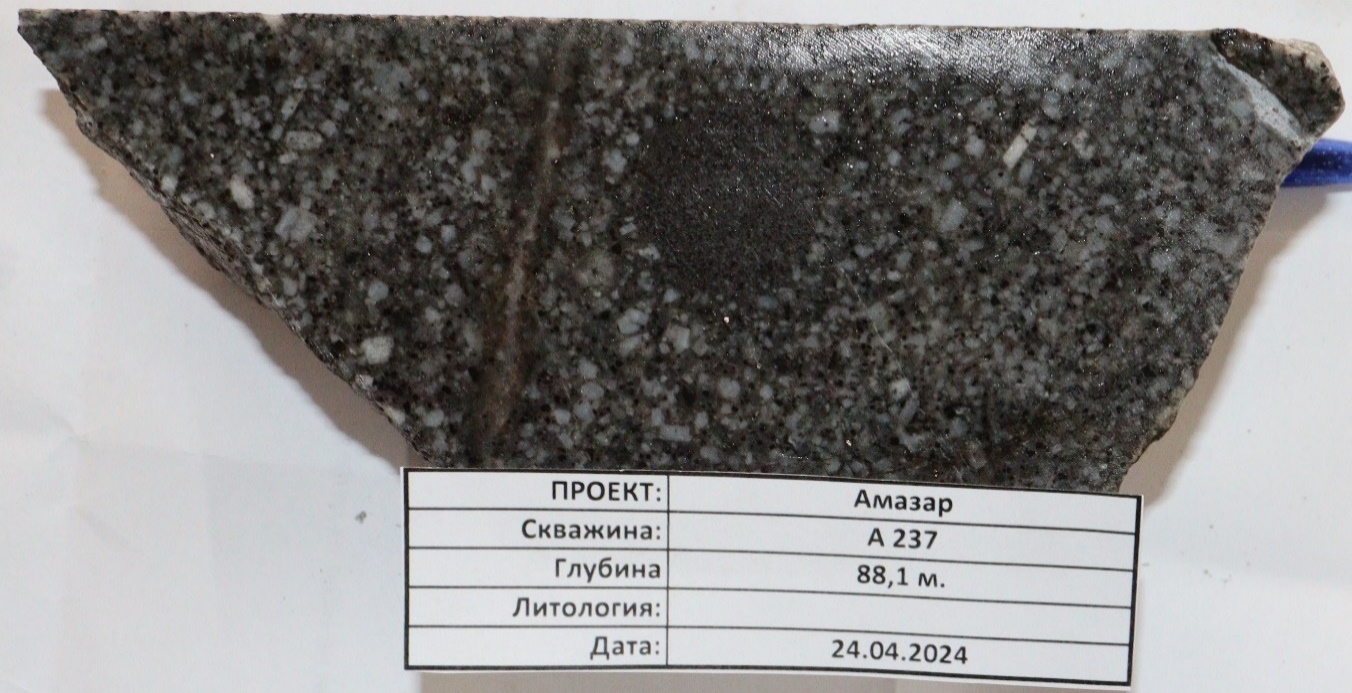 ПРОЕКТ: Амазар
Скважина: А 237
Глубина 88,1 м.
Литология:
Дата: 24.04.2024